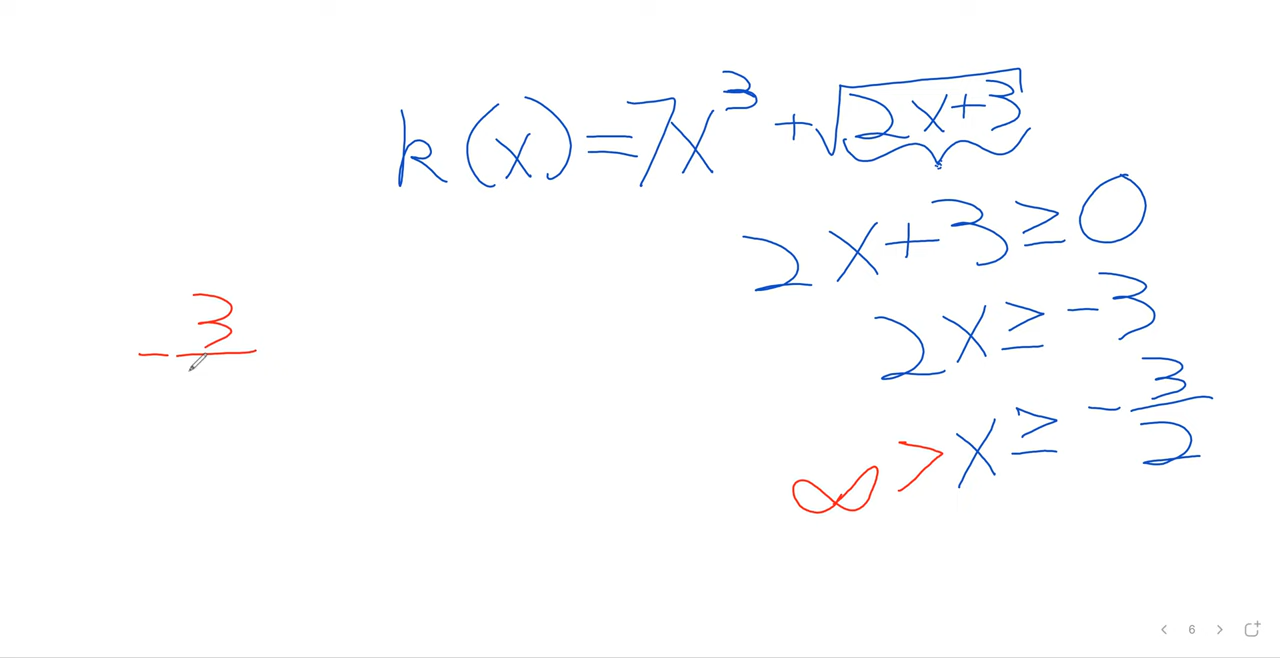 k(x) = 7x³ + √(2x+3)
2x+3 ≥ 0
2x ≥ -3
∞ > x ≥ -3/2
-3/
6